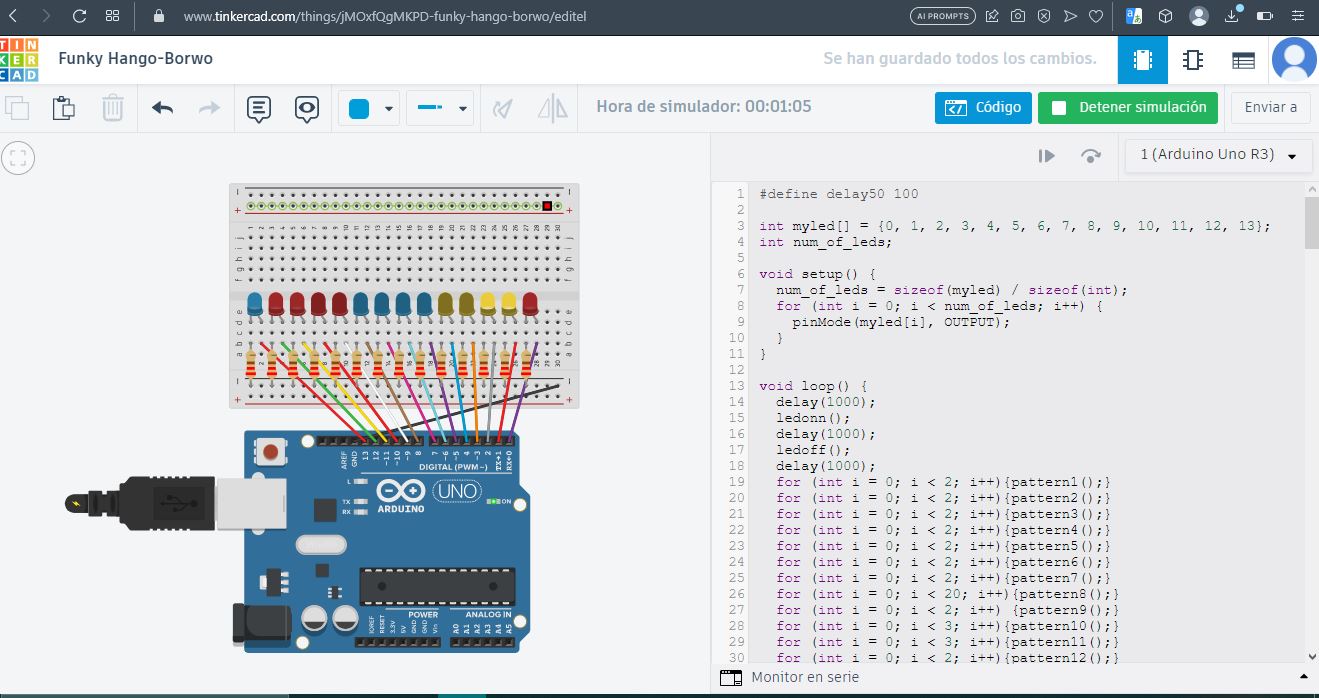 www.tinkercad.com/things/jMOxfQgMKPD-funky-hango-borwo/editel
AI PROMPTS
TINKERCAD
Funky Hango-Borwo
Se han guardado todos los cambios.
Hora de simulador: 00:01:05
Código
Detener simulación
Enviar a
1 (Arduino Uno R3)
1 #define delay50 100
2
3 int myled[] = {0, 1, 2, 3, 4, 5, 6, 7, 8, 9, 10, 11, 12, 13};
4 int num_of_leds;
5
6 void setup() {
7 num_of_leds = sizeof(myled) / sizeof(int);
8 for (int i = 0; i < num_of_leds; i++) {
9 pinMode(myled[i], OUTPUT);
10 }
11 }
12
13 void loop() {
14 delay(1000);
15 ledonn();
16 delay(1000);
17 ledoff();
18 delay(1000);
19 for (int i = 0; i < 2; i++){pattern1();}
20 for (int i = 0; i < 2; i++){pattern2();}
21 for (int i = 0; i < 2; i++){pattern3();}
22 for (int i = 0; i < 2; i++){pattern4();}
23 for (int i = 0; i < 2; i++){pattern5();}
24 for (int i = 0; i < 2; i++){pattern6();}
25 for (int i = 0; i < 2; i++){pattern7();}
26 for (int i = 0; i < 20; i++){pattern8();}
27 for (int i = 0; i < 2; i++) {pattern9();}
28 for (int i = 0; i < 3; i++){pattern10();}
29 for (int i = 0; i < 3; i++){pattern11();}
30 for (int i = 0; i < 2; i++){pattern12();}
Monitor en serie
AREF
GND
13
12
~11
~10
~9
8
7
~6
~5
4
~3
2
TX→1
RX←0
DIGITAL (PWM~)
L
TX
RX
ARDUINO
UNO
ON
POWER
ANALOG IN
IOREF
RESET
3.3V
5V
GND
GND
Vin
A0
A1
A2
A3
A4
A5